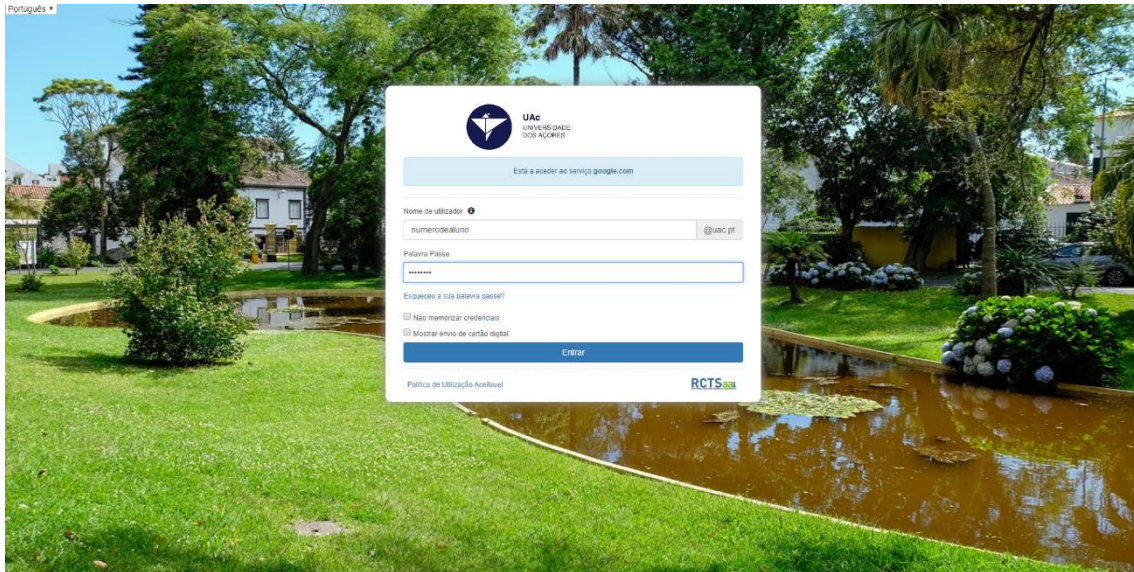 Português
UAc
UNIVERSIDADE
DOS AÇORES
Está a aceder ao serviço:google.com
Nome de utilizador
numerodealuno
@uac.pt
Palavra Passe
••••••••
Esqueceu a sua palavra passe?
Não memorizar credenciais
Mostrar envio de cartão digital.
Entrar
Política de Utilização Aceitavel
RCTSaai